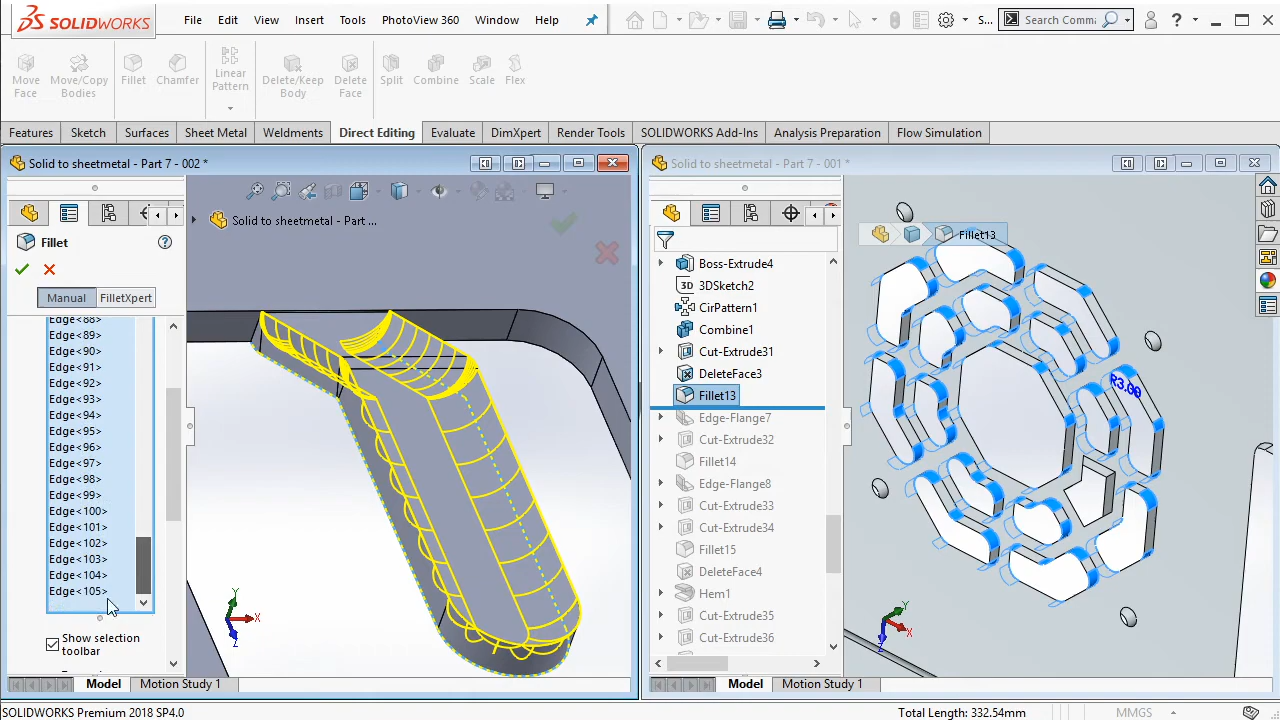 SOLIDWORKS File Edit View Insert Tools PhotoView 360 Window Help S... Search Comma ?
Move Face
Move/Copy Bodies
Fillet
Chamfer
Linear Pattern
Delete/Keep Body
Delete Face
Split
Combine
Scale
Flex
Features Sketch Surfaces Sheet Metal Weldments Direct Editing Evaluate DimXpert Render Tools SOLIDWORKS Add-Ins Analysis Preparation Flow Simulation
Solid to sheetmetal - Part 7 - 002 *
Solid to sheetmetal - Part ...
Fillet ?
Manual FilletXpert
Edge<88>
Edge<89>
Edge<90>
Edge<91>
Edge<92>
Edge<93>
Edge<94>
Edge<95>
Edge<96>
Edge<97>
Edge<98>
Edge<99>
Edge<100>
Edge<101>
Edge<102>
Edge<103>
Edge<104>
Edge<105>
Show selection
toolbar
Y
X
Z
Model Motion Study 1
Solid to sheetmetal - Part 7 - 001 *
Fillet13
Boss-Extrude4
3D 3DSketch2
CirPattern1
Combine1
Cut-Extrude31
DeleteFace3
Fillet13
Edge-Flange7
Cut-Extrude32
Fillet14
Edge-Flange8
Cut-Extrude33
Cut-Extrude34
Fillet15
DeleteFace4
Hem1
Cut-Extrude35
Cut-Extrude36
R3.00
Y
X
Z
Model Motion Study 1
SOLIDWORKS Premium 2018 SP4.0 Total Length: 332.54mm MMGS